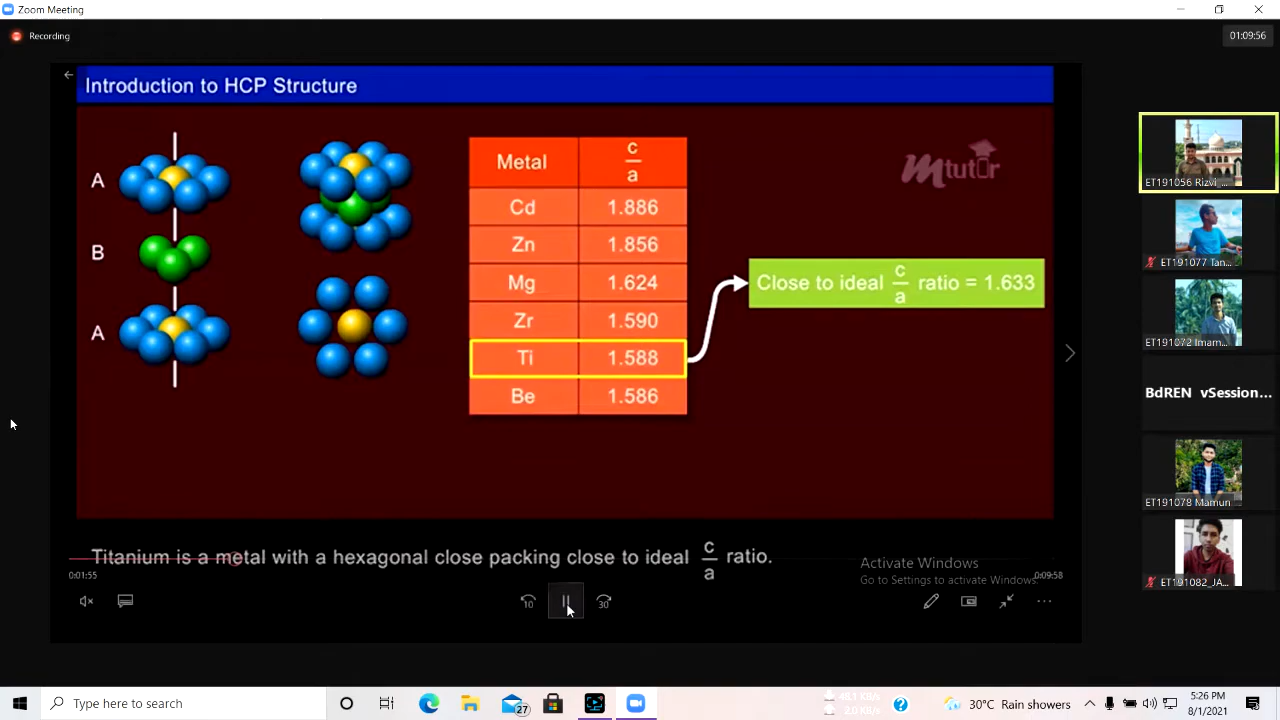 Zoom Meeting
Recording
01:09:56
Introduction to HCP Structure
A
B
A
Metal c/a
Cd 1.886
Zn 1.856
Mg 1.624
Zr 1.590
Ti 1.588
Be 1.586
mtutor
Close to ideal c/a ratio = 1.633
Titanium is a metal with a hexagonal close packing close to ideal c/a ratio.
0:01:55
0:09:58
10
30
Activate Windows
Go to Settings to activate Windows.
ET191056 Rizvi_...
ET191077 Tan...
ET191072 Imam...
BdREN vSession...
ET191078 Mamun
ET191082_JA...
Type here to search
27
2.0 KB/s
30°C Rain showers
5:26 PM
8/1/2021